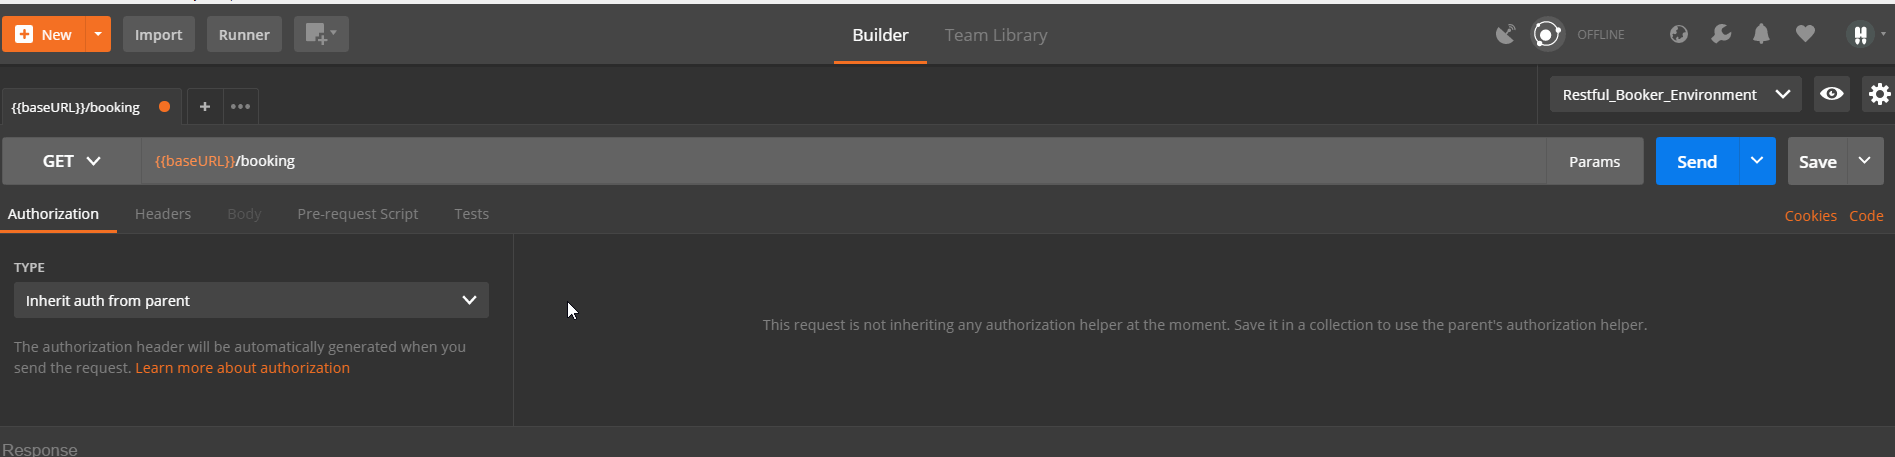 New Import Runner Builder Team Library OFFLINE
{{baseURL}}/booking + ••• Restful_Booker_Environment
GET {{baseURL}}/booking Params Send Save
Authorization Headers Body Pre-request Script Tests Cookies Code
TYPE
Inherit auth from parent
This request is not inheriting any authorization helper at the moment. Save it in a collection to use the parent's authorization helper.
The authorization header will be automatically generated when you
send the request. Learn more about authorization
Response